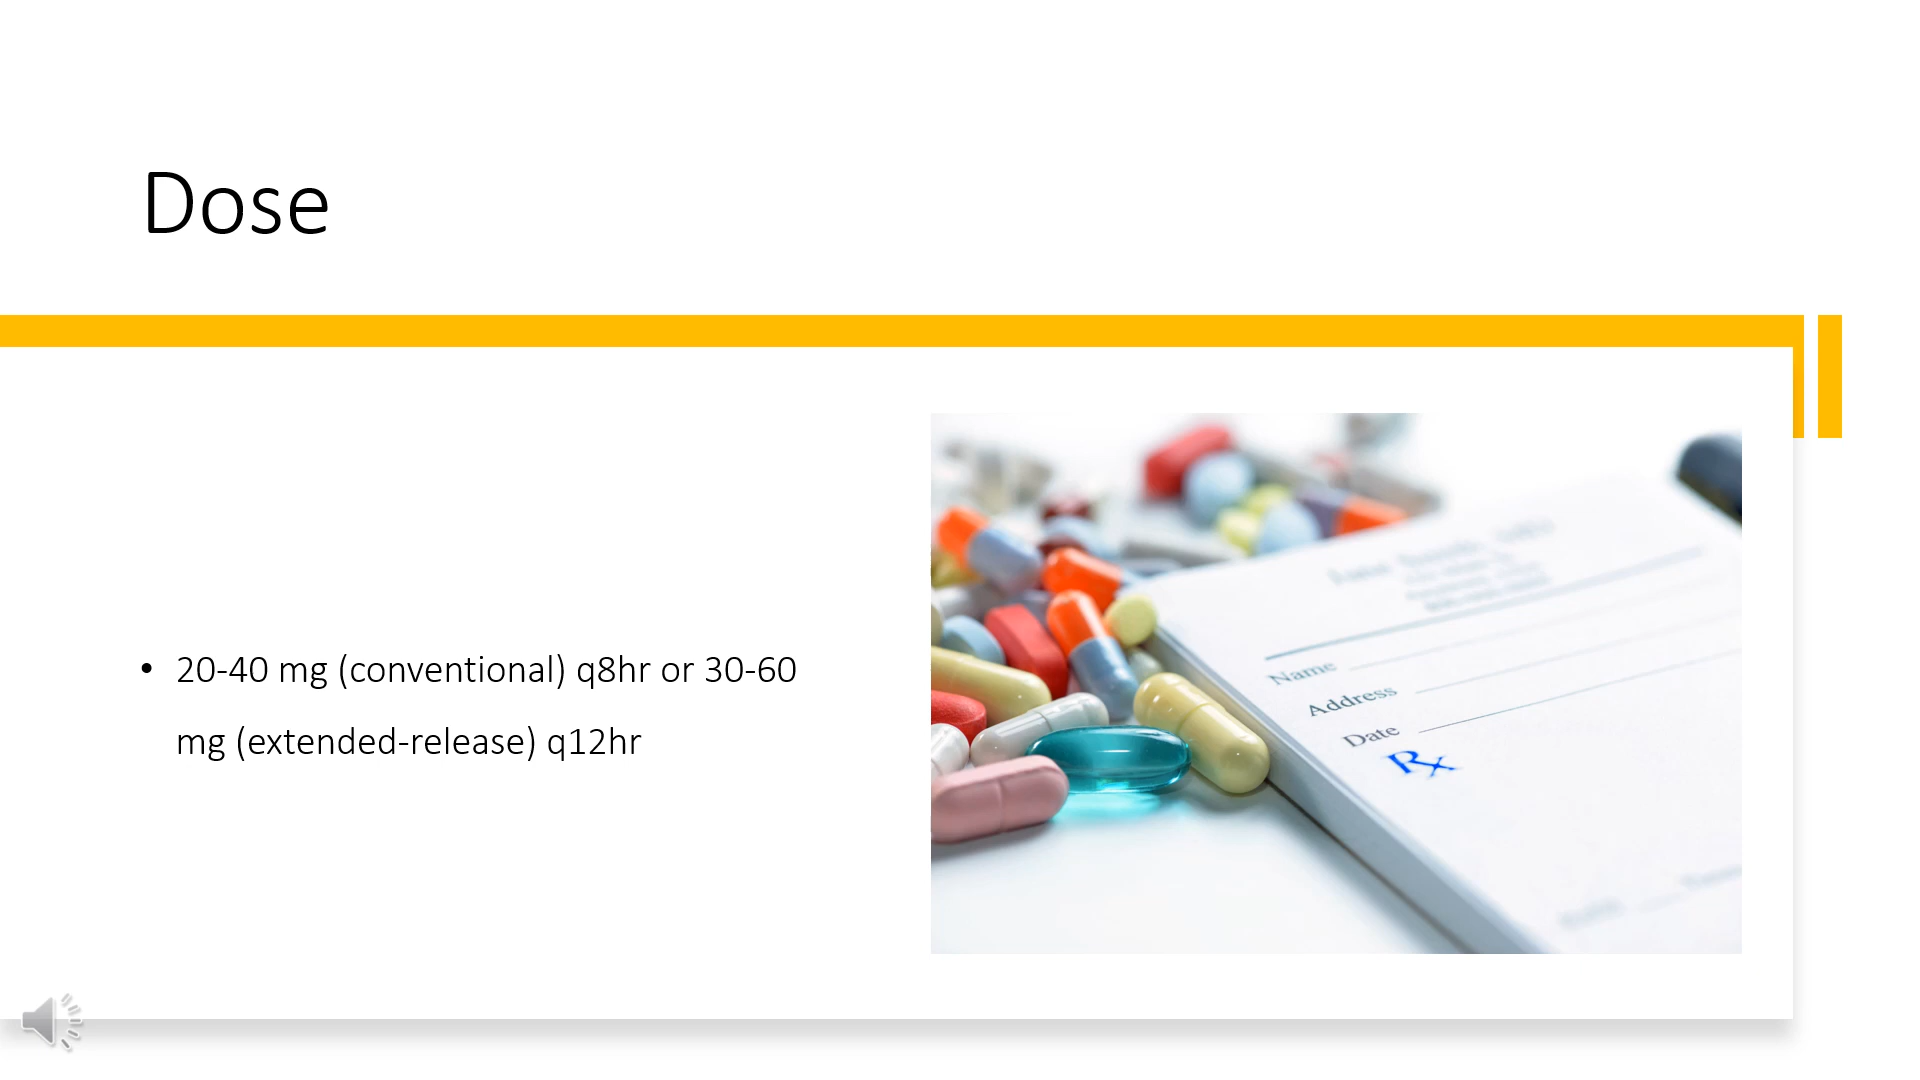 Dose
• 20-40 mg (conventional) q8hr or 30-60
mg (extended-release) q12hr
Name
Address
Date
Rx